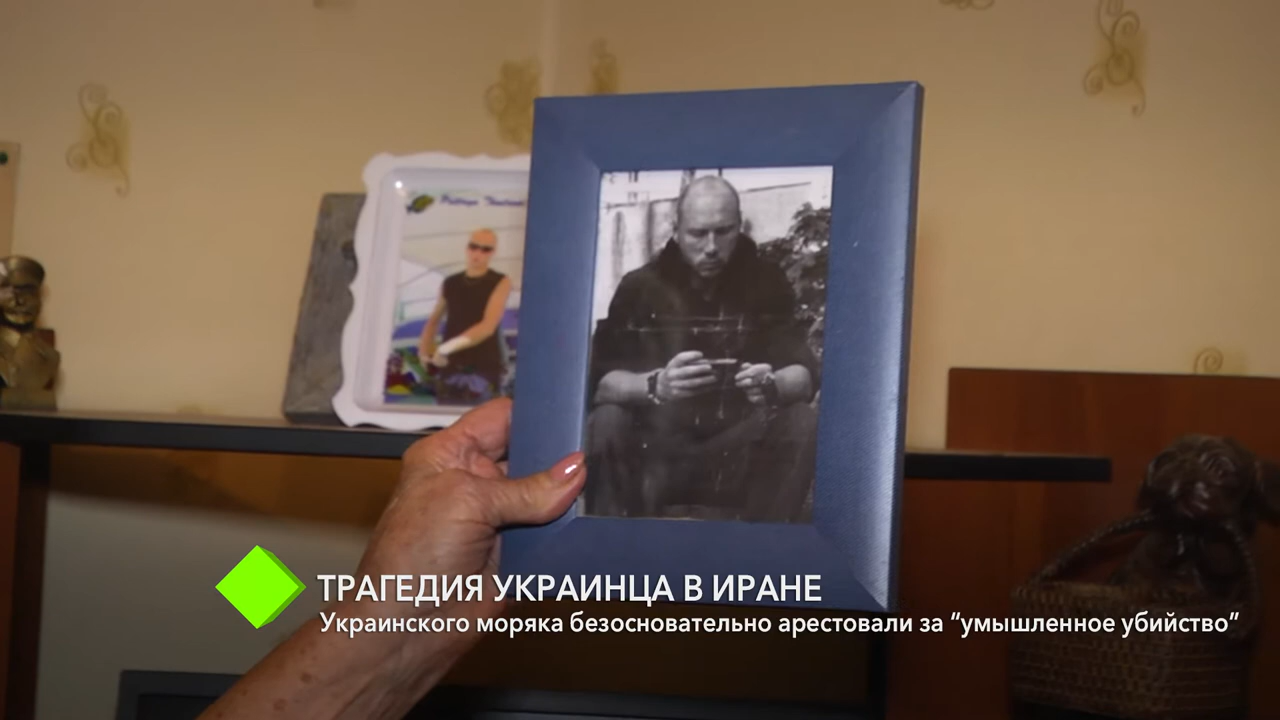 ТРАГЕДИЯ УКРАИНЦА В ИРАНЕ
Украинского моряка безосновательно арестовали за “умышленное убийство”